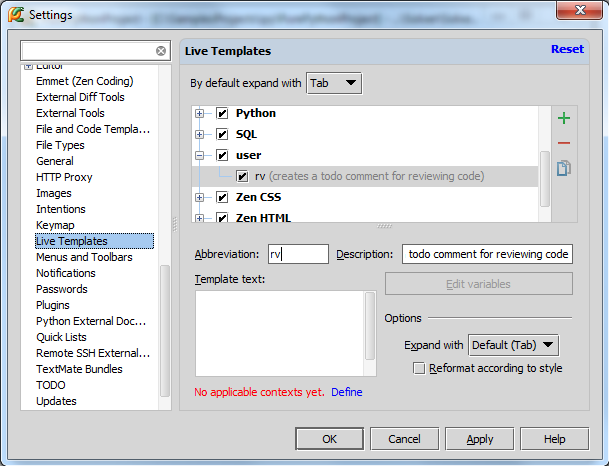 Settings
Live Templates
Reset
Editor
Emmet (Zen Coding)
External Diff Tools
External Tools
File and Code Templa...
File Types
General
HTTP Proxy
Images
Intentions
Keymap
Live Templates
Menus and Toolbars
Notifications
Passwords
Plugins
Python External Doc...
Quick Lists
Remote SSH External...
TextMate Bundles
TODO
Updates
By default expand with Tab
Python
SQL
user
rv (creates a todo comment for reviewing code)
Zen CSS
Zen HTML
Abbreviation: rv Description: todo comment for reviewing code
Template text:
Edit variables
Options
Expand with Default (Tab)
Reformat according to style
No applicable contexts yet. Define
OK Cancel Apply Help